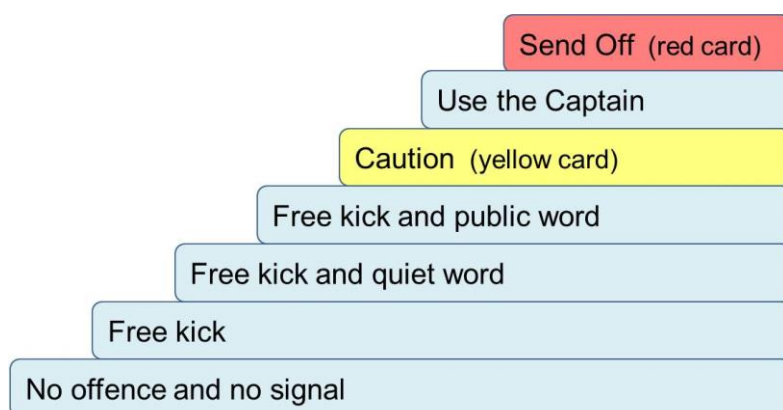 Send Off (red card)
Use the Captain
Caution (yellow card)
Free kick and public word
Free kick and quiet word
Free kick
No offence and no signal